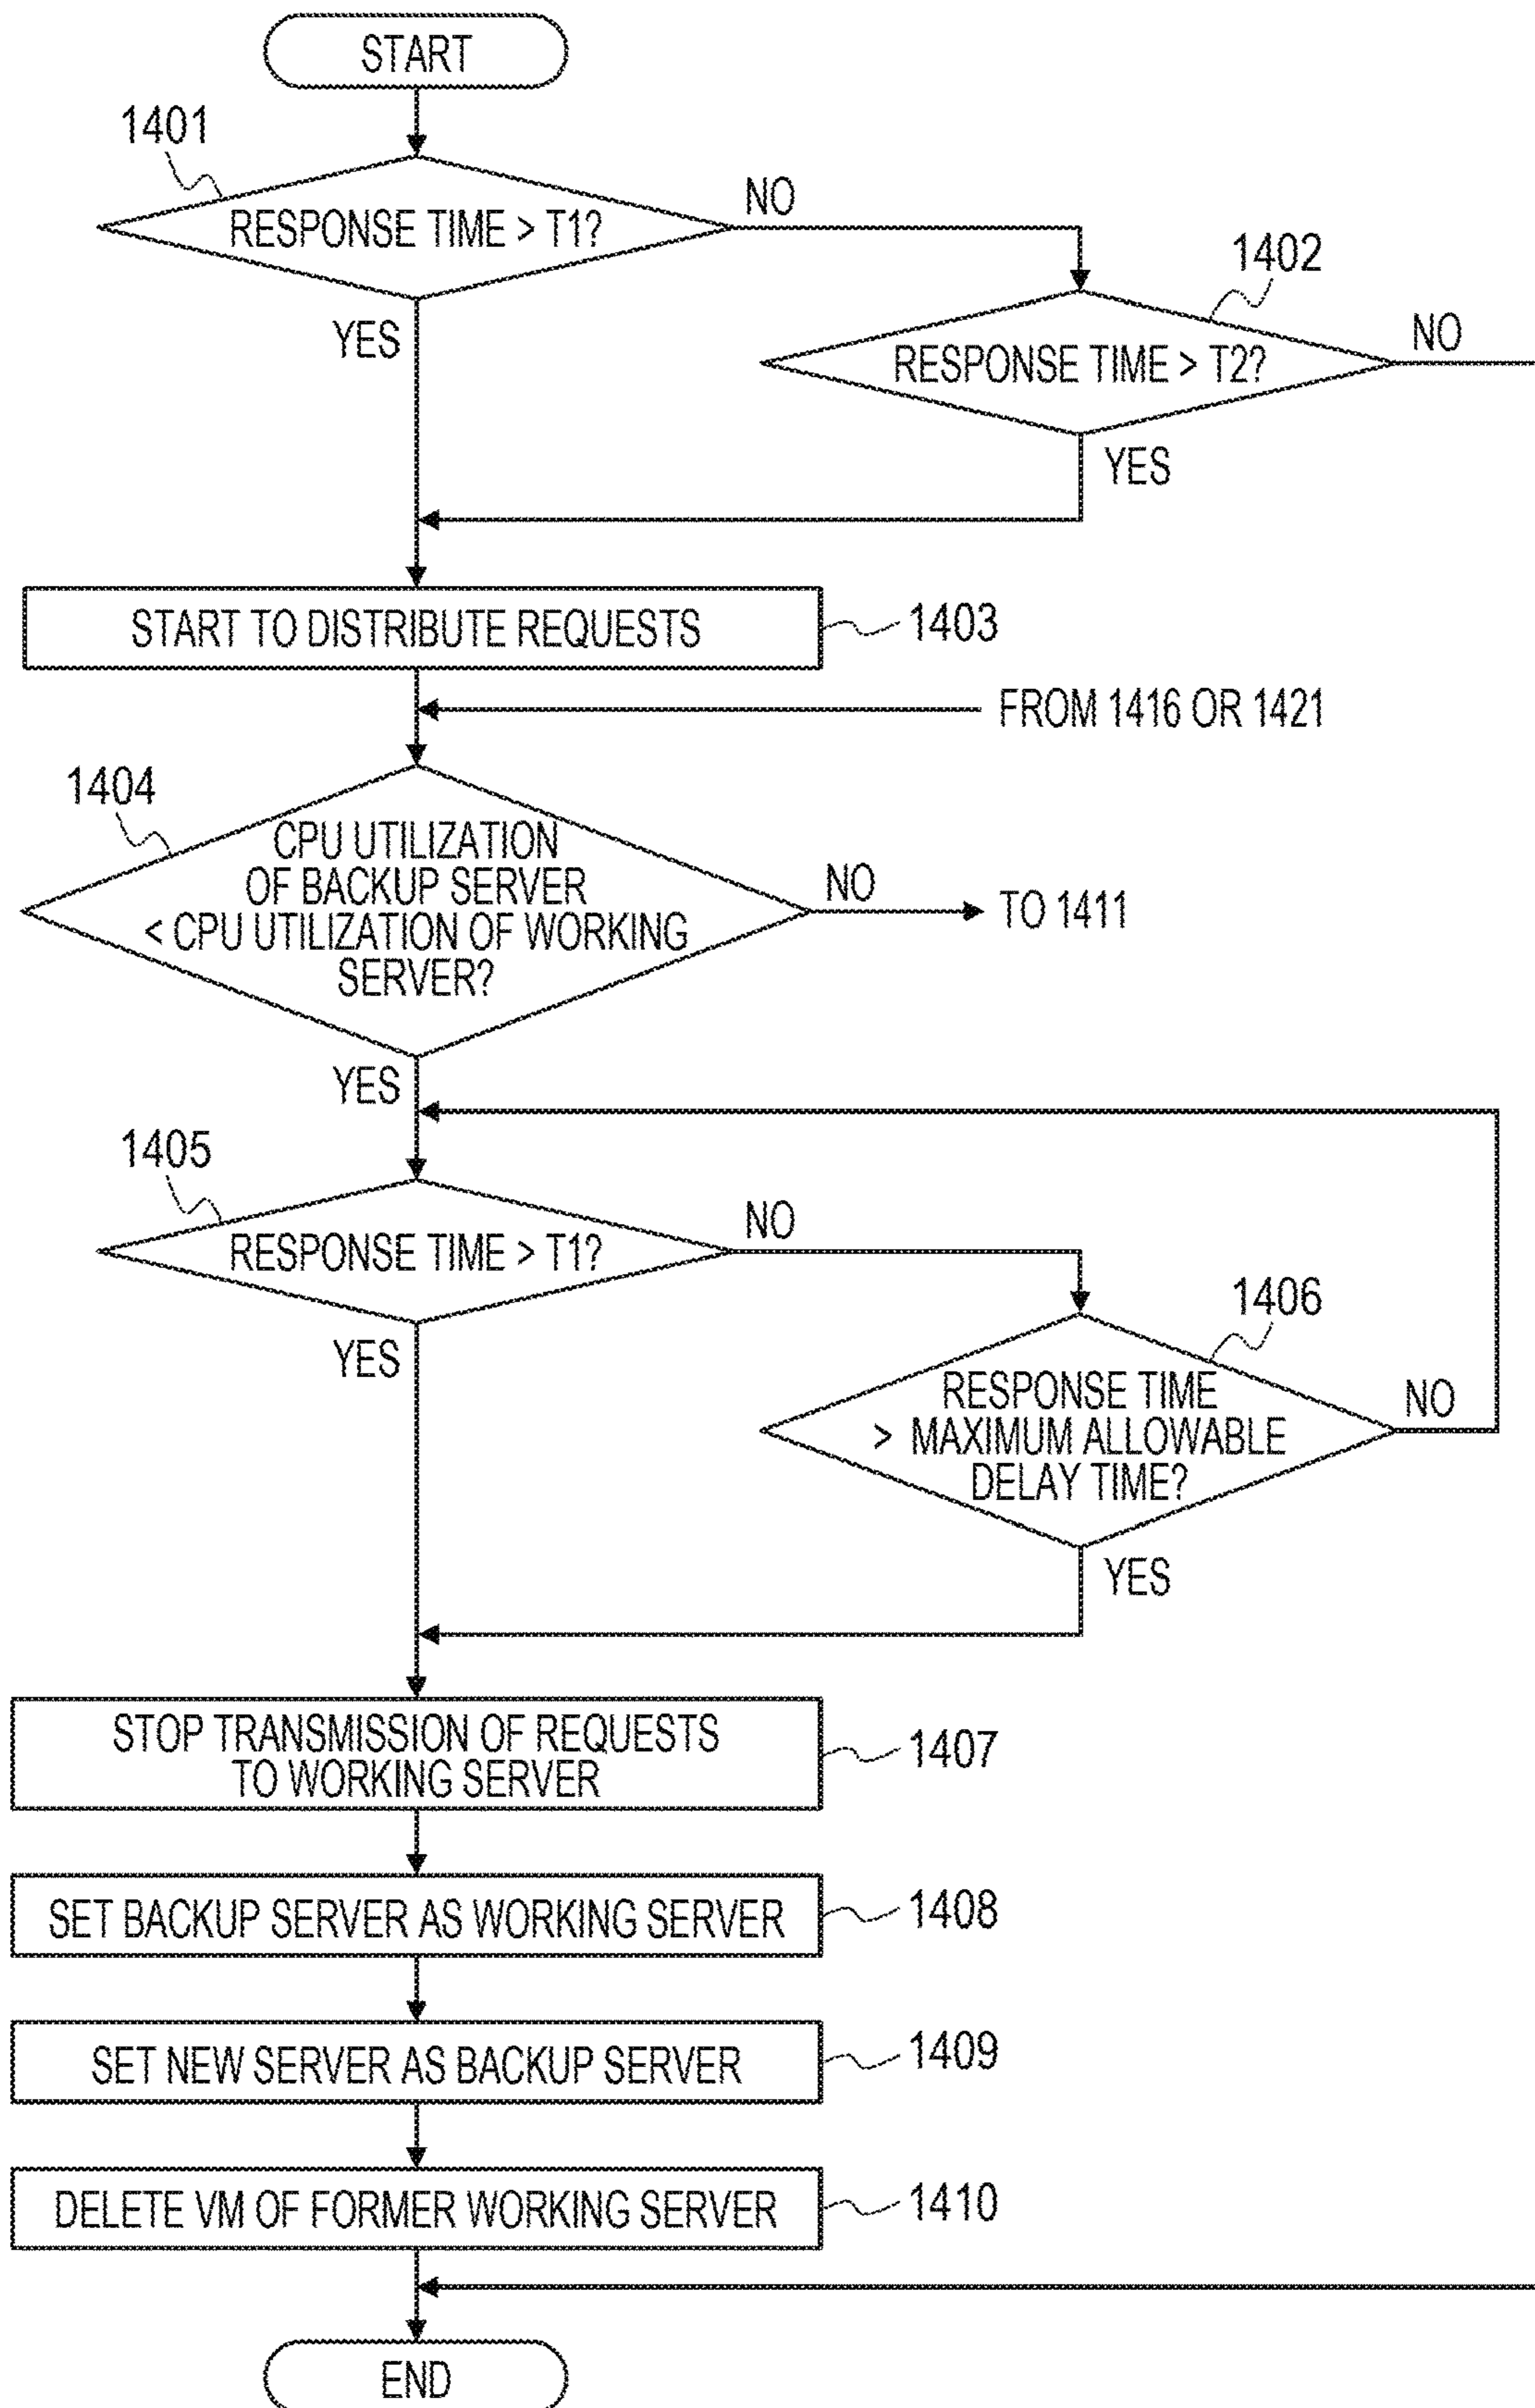 START
1401
RESPONSE TIME > T1?
NO
YES
1402
RESPONSE TIME > T2?
NO
YES
START TO DISTRIBUTE REQUESTS
1403
FROM 1416 OR 1421
1404
CPU UTILIZATION
OF BACKUP SERVER
< CPU UTILIZATION OF WORKING
SERVER?
NO
TO 1411
YES
1405
RESPONSE TIME > T1?
NO
YES
1406
RESPONSE TIME
> MAXIMUM ALLOWABLE
DELAY TIME?
NO
YES
STOP TRANSMISSION OF REQUESTS
TO WORKING SERVER
1407
SET BACKUP SERVER AS WORKING SERVER
1408
SET NEW SERVER AS BACKUP SERVER
1409
DELETE VM OF FORMER WORKING SERVER
1410
END